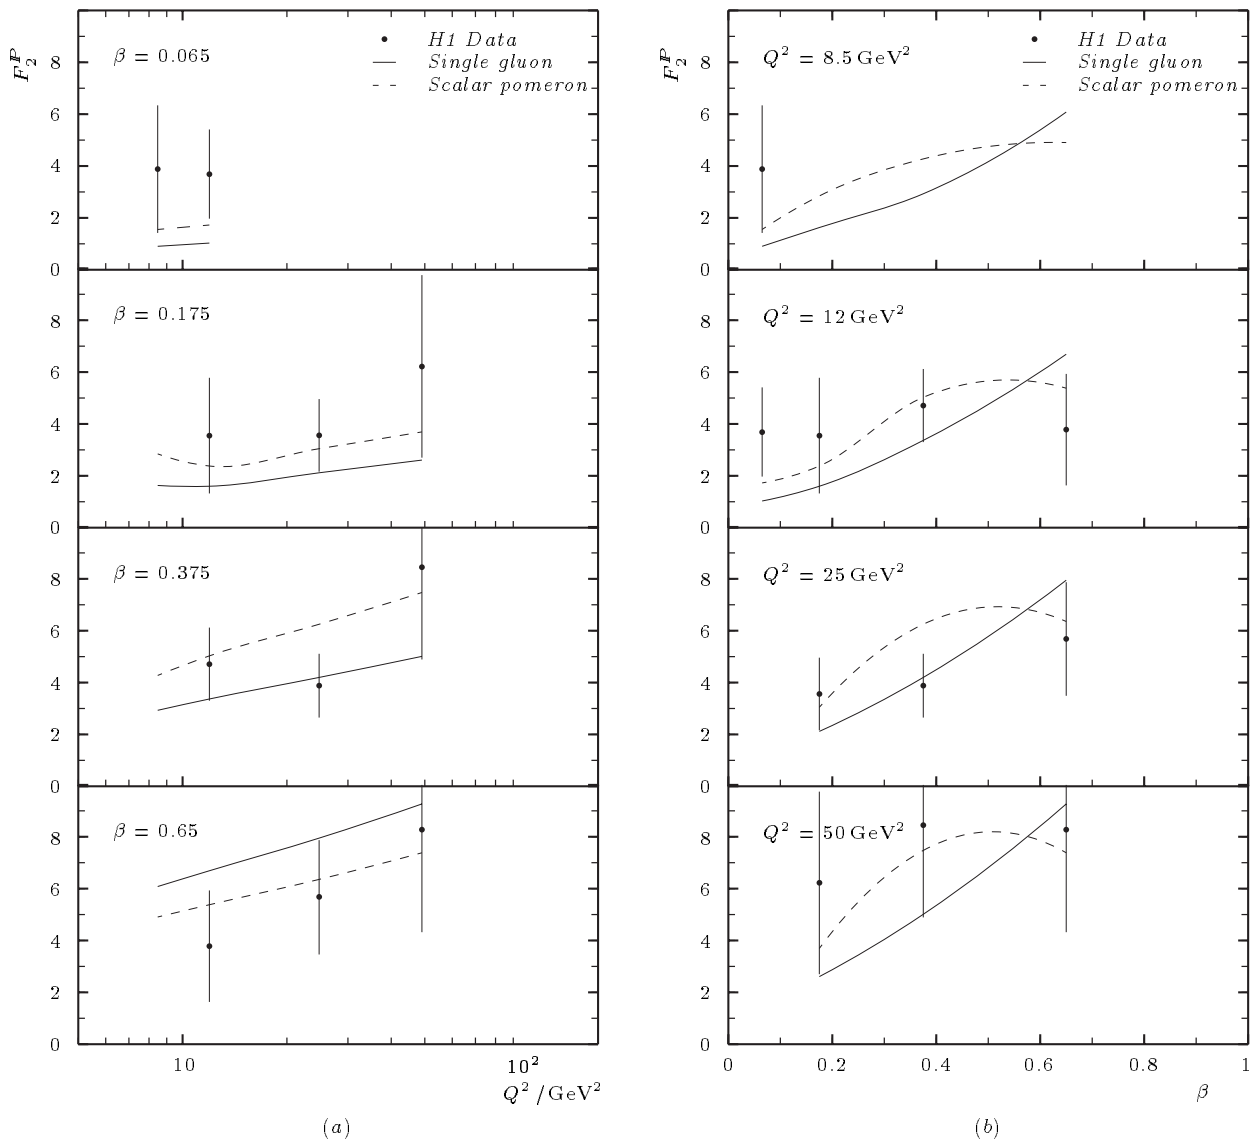 F₂^ℙ
β = 0.065
H1 Data
Single gluon
Scalar pomeron
8
6
4
2
0
β = 0.175
8
6
4
2
0
β = 0.375
8
6
4
2
0
β = 0.65
8
6
4
2
0
10 10²
Q² /GeV²
(a)
F₂^ℙ
Q² = 8.5 GeV²
H1 Data
Single gluon
Scalar pomeron
8
6
4
2
0
Q² = 12 GeV²
8
6
4
2
0
Q² = 25 GeV²
8
6
4
2
0
Q² = 50 GeV²
8
6
4
2
0
0 0.2 0.4 0.6 0.8 1
β
(b)